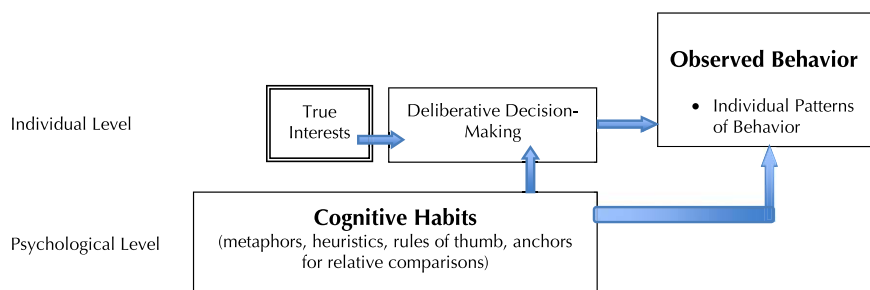 Observed Behavior
• Individual Patterns
of Behavior
Individual Level
True
Interests
Deliberative Decision-
Making
Psychological Level
Cognitive Habits
(metaphors, heuristics, rules of thumb, anchors
for relative comparisons)